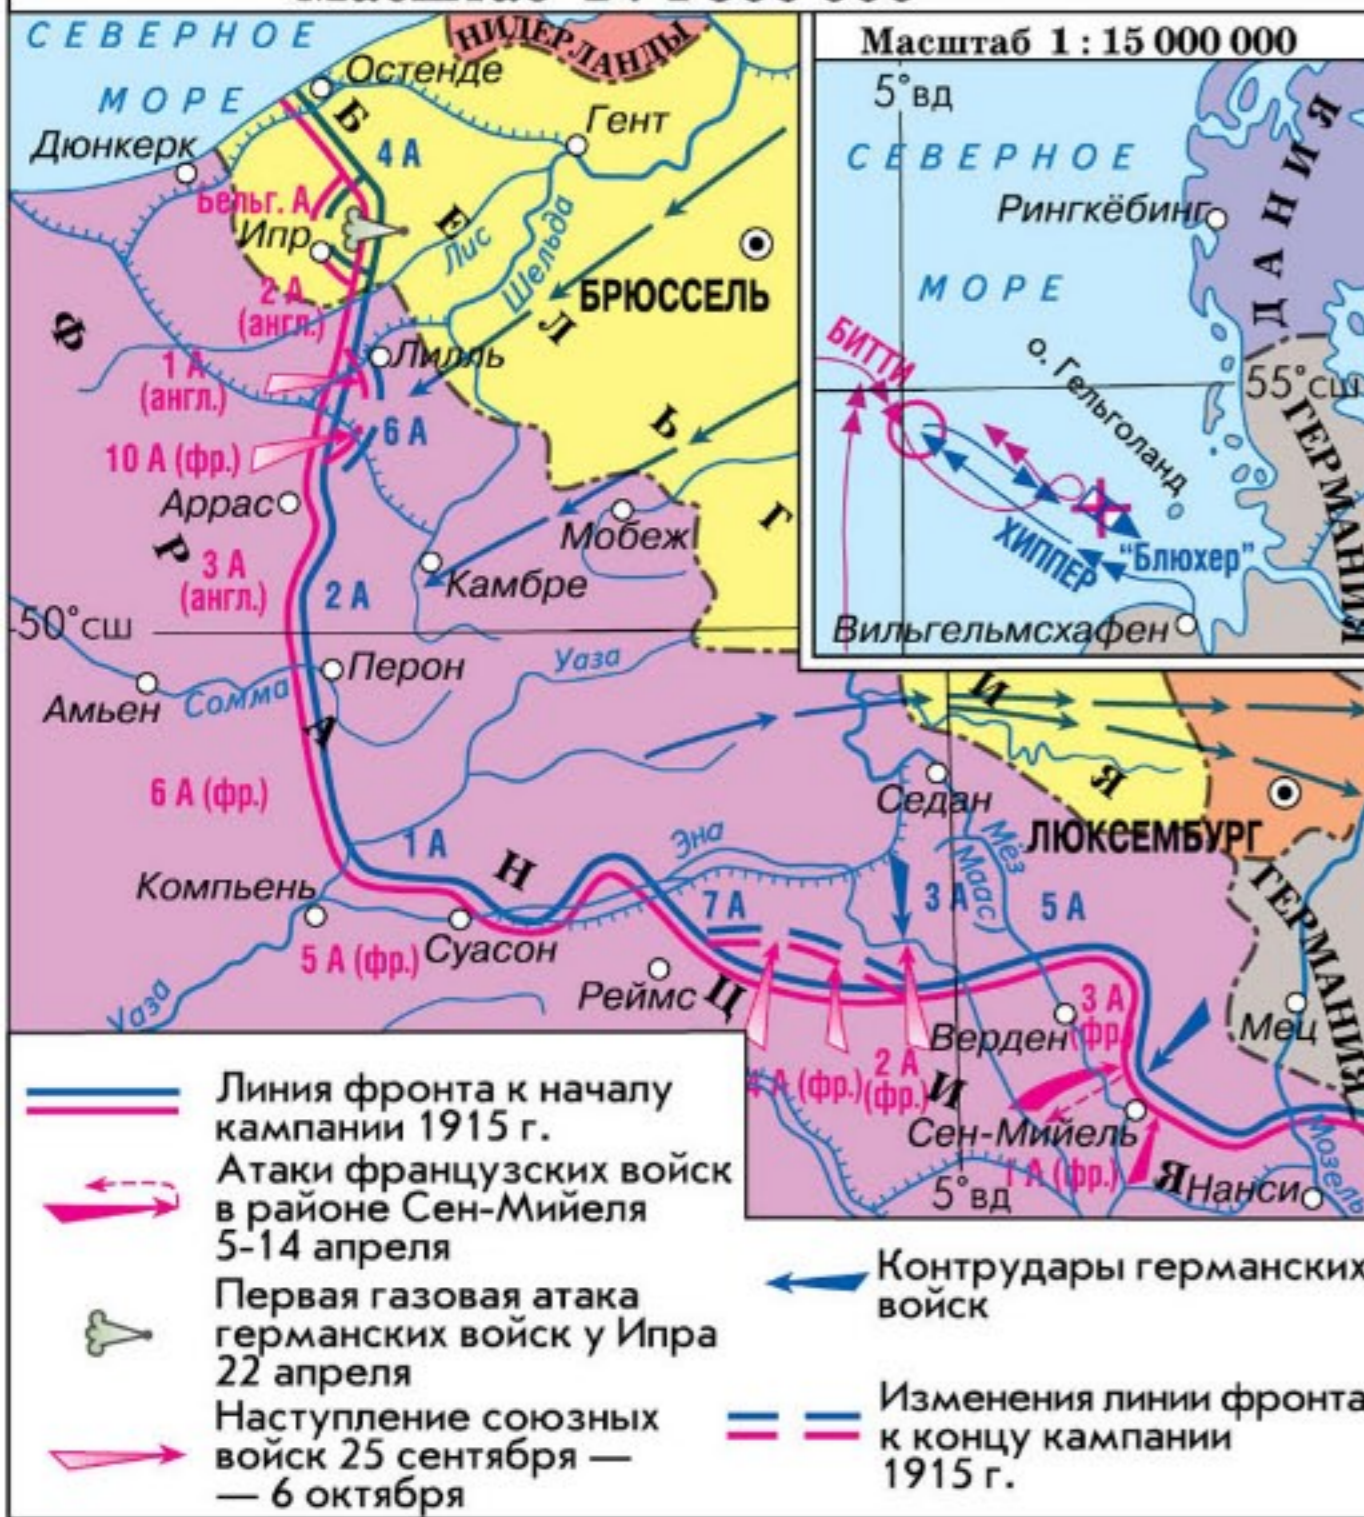 СЕВЕРНОЕ
МОРЕ
НИДЕРЛАНДЫ
Остенде
Дюнкерк
Гент
4 А
Бельг. А
Ипр
Лис
Шельда
БРЮССЕЛЬ
БЕЛЬГИЯ
2 А
(англ.)
Лилль
1 А
(англ.)
6 А
10 А (фр.)
Аррас
Мобеж
Камбре
3 А
(англ.)
2 А
50°сш
Перон
Уаза
Амьен
Сомма
ФРАНЦИЯ
6 А (фр.)
1 А
Компьень
Суасон
5 А (фр.)
Уаза
Эна
Реймс
7 А
3 А
5 А
Седан
Мёз
(Маас)
ЛЮКСЕМБУРГ
ГЕРМАНИЯ
Верден
3 А
(фр.)
Мец
4 А (фр.)
2 А
(фр.)
Сен-Мийель
1 А (фр.)
5°вд
Нанси
Мозель
Масштаб 1 : 15 000 000
5°вд
СЕВЕРНОЕ
МОРЕ
Рингкёбинг
ДАНИЯ
БИТТИ
о. Гельголанд
55°сш
ГЕРМАНИЯ
ХИППЕР
"Блюхер"
Вильгельмсхафен
Линия фронта к началу
кампании 1915 г.
Атаки французских войск
в районе Сен-Мийеля
5-14 апреля
Первая газовая атака
германских войск у Ипра
22 апреля
Наступление союзных
войск 25 сентября —
— 6 октября
Контрудары германских
войск
Изменения линии фронта
к концу кампании
1915 г.